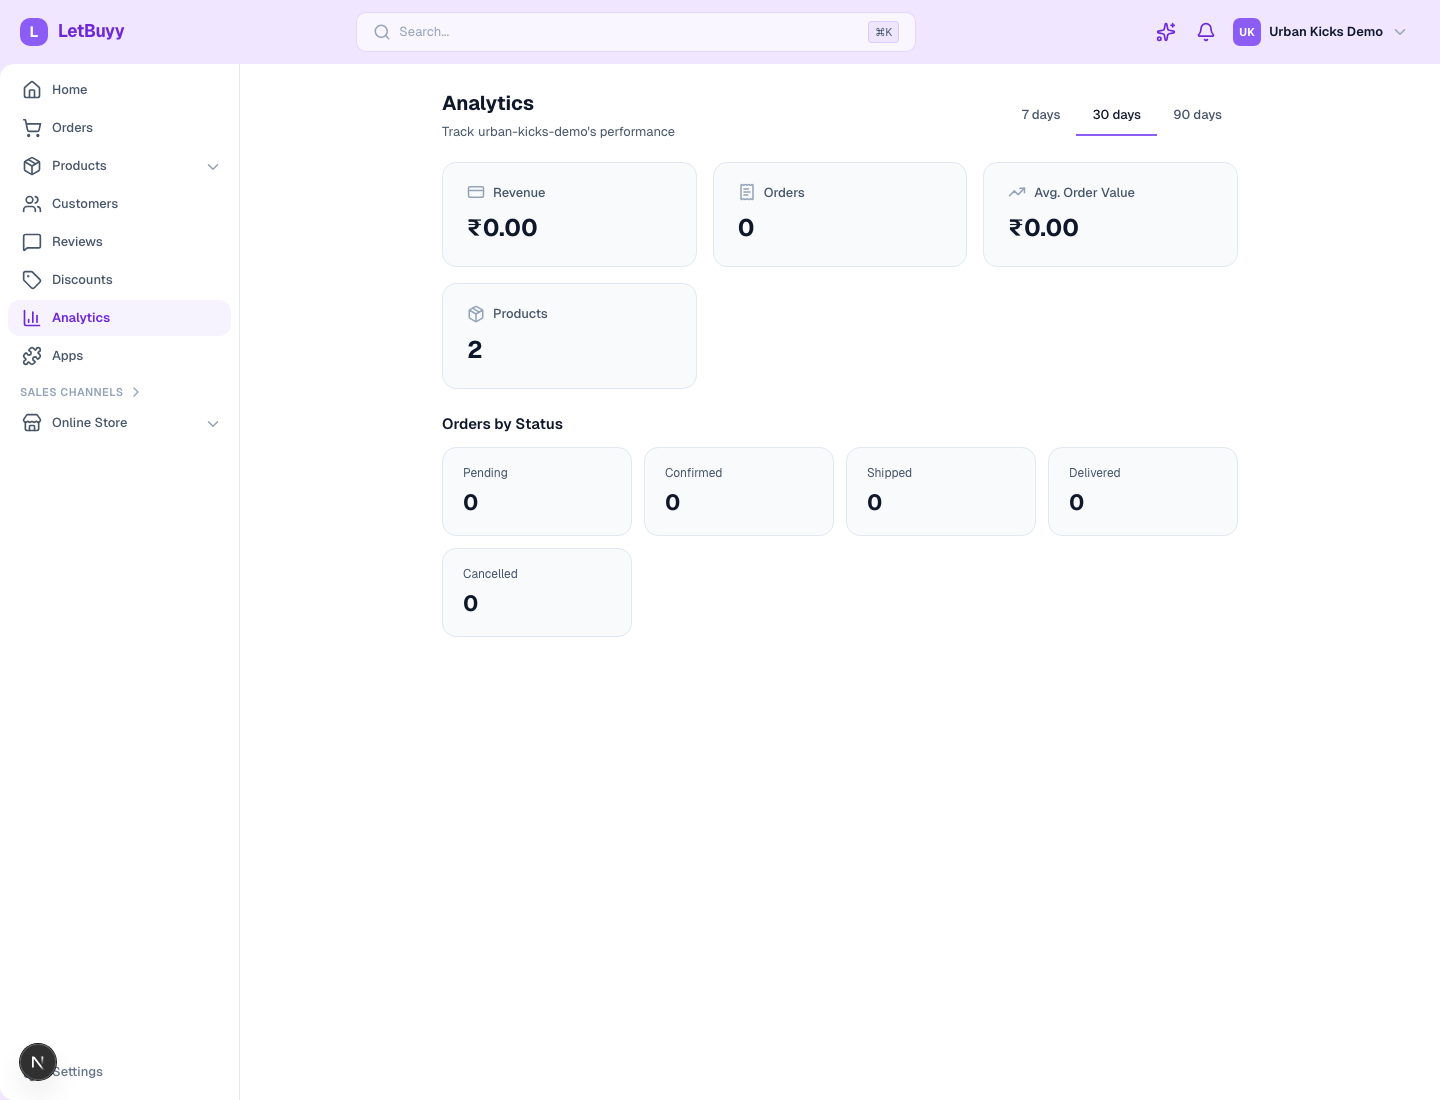 L LetBuyy
Search...
⌘K
UK Urban Kicks Demo
Home
Orders
Products
Customers
Reviews
Discounts
Analytics
Apps
SALES CHANNELS
Online Store
N
Settings
Analytics
Track urban-kicks-demo's performance
7 days 30 days 90 days
Revenue
₹0.00
Orders
0
Avg. Order Value
₹0.00
Products
2
Orders by Status
Pending
0
Confirmed
0
Shipped
0
Delivered
0
Cancelled
0